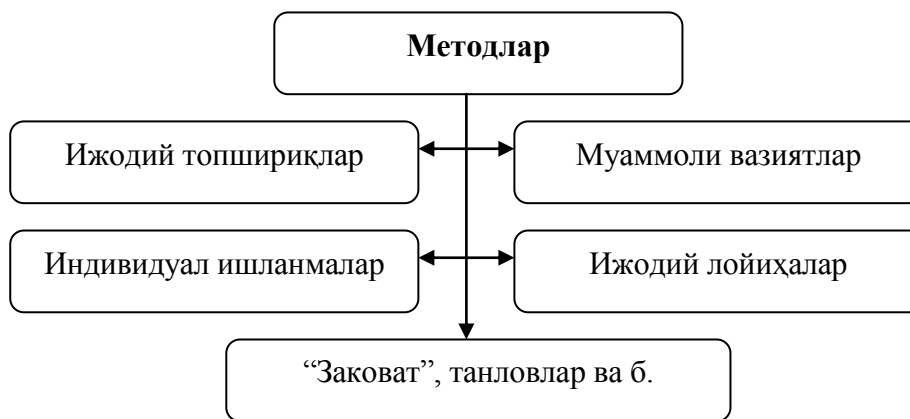 Методлар
Ижодий топшириқлар
Муаммоли вазиятлар
Индивидуал ишланмалар
Ижодий лойиҳалар
“Заковат”, танловлар ва б.